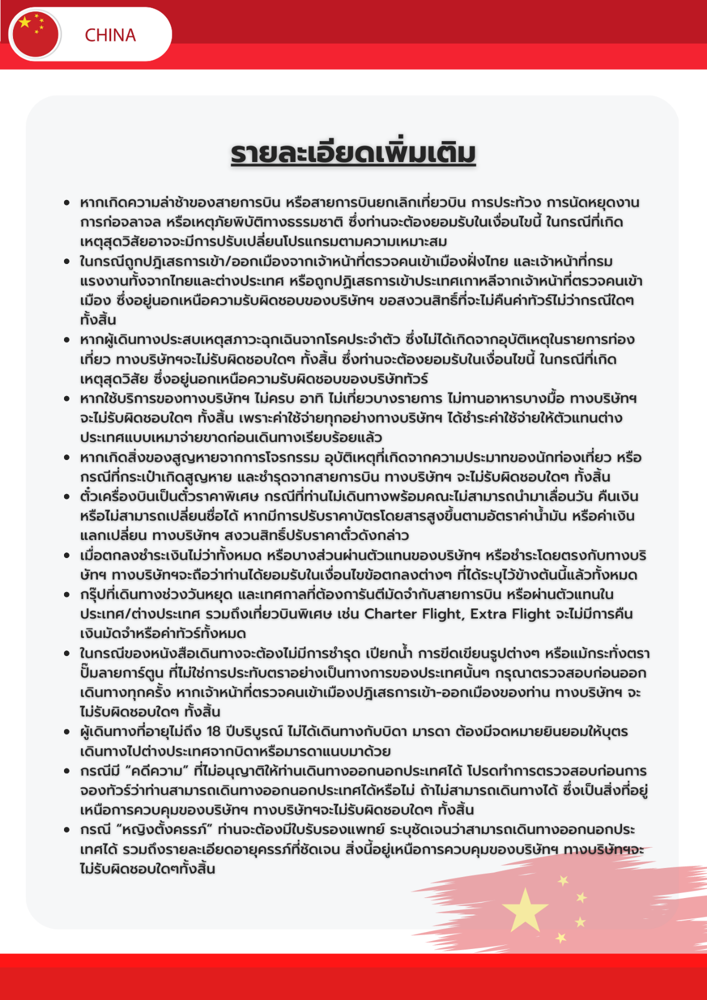 CHINA
รายละเอียดเพิ่มเติม
• หากเกิดความล่าช้าของสายการบิน หรือสายการบินยกเลิกเที่ยวบิน การประท้วง การนัดหยุดงาน
การก่อจลาจล หรือเหตุภัยพิบัติทางธรรมชาติ ซึ่งท่านจะต้องยอมรับในเงื่อนไขนี้ ในกรณีที่เกิด
เหตุสุดวิสัยอาจจะมีการปรับเปลี่ยนโปรแกรมตามความเหมาะสม
• ในกรณีถูกปฎิเสธการเข้า/ออกเมืองจากเจ้าหน้าที่ตรวจคนเข้าเมืองฝั่งไทย และเจ้าหน้าที่กรม
แรงงานทั้งจากไทยและต่างประเทศ หรือถูกปฏิเสธการเข้าประเทศเกาหลีจากเจ้าหน้าที่ตรวจคนเข้า
เมือง ซึ่งอยู่นอกเหนือความรับผิดชอบของบริษัทฯ ขอสงวนสิทธิ์ที่จะไม่คืนค่าทัวร์ไม่ว่ากรณีใดๆ
ทั้งสิ้น
• หากผู้เดินทางประสบเหตุสภาวะฉุกเฉินจากโรคประจำตัว ซึ่งไม่ได้เกิดจากอุบัติเหตุในรายการท่อง
เที่ยว ทางบริษัทฯจะไม่รับผิดชอบใดๆ ทั้งสิ้น ซึ่งท่านจะต้องยอมรับในเงื่อนไขนี้ ในกรณีที่เกิด
เหตุสุดวิสัย ซึ่งอยู่นอกเหนือความรับผิดชอบของบริษัททัวร์
• หากใช้บริการของทางบริษัทฯ ไม่ครบ อาทิ ไม่เที่ยวบางรายการ ไม่ทานอาหารบางมื้อ ทางบริษัทฯ
จะไม่รับผิดชอบใดๆ ทั้งสิ้น เพราะค่าใช้จ่ายทุกอย่างทางบริษัทฯ ได้ชำระค่าใช้จ่ายให้ตัวแทนต่าง
ประเทศแบบเหมาจ่ายขาดก่อนเดินทางเรียบร้อยแล้ว
• หากเกิดสิ่งของสูญหายจากการโจรกรรม อุบัติเหตุที่เกิดจากความประมาทของนักท่องเที่ยว หรือ
กรณีที่กระเป๋าเกิดสูญหาย และชำรุดจากสายการบิน ทางบริษัทฯ จะไม่รับผิดชอบใดๆ ทั้งสิ้น
• ตั๋วเครื่องบินเป็นตั๋วราคาพิเศษ กรณีที่ท่านไม่เดินทางพร้อมคณะไม่สามารถนำมาเลื่อนวัน คืนเงิน
หรือไม่สามารถเปลี่ยนชื่อได้ หากมีการปรับราคาบัตรโดยสารสูงขึ้นตามอัตราค่าน้ำมัน หรือค่าเงิน
แลกเปลี่ยน ทางบริษัทฯ สงวนสิทธิ์ปรับราคาตั๋วดังกล่าว
• เมื่อตกลงชำระเงินไม่ว่าทั้งหมด หรือบางส่วนผ่านตัวแทนของบริษัทฯ หรือชำระโดยตรงกับทางบริ
ษัทฯ ทางบริษัทฯจะถือว่าท่านได้ยอมรับในเงื่อนไขข้อตกลงต่างๆ ที่ได้ระบุไว้ข้างต้นนี้แล้วทั้งหมด
• กรุ๊ปที่เดินทางช่วงวันหยุด และเทศกาลที่ต้องการันตีมัดจำกับสายการบิน หรือผ่านตัวแทนใน
ประเทศ/ต่างประเทศ รวมถึงเที่ยวบินพิเศษ เช่น Charter Flight, Extra Flight จะไม่มีการคืน
เงินมัดจำหรือค่าทัวร์ทั้งหมด
• ในกรณีของหนังสือเดินทางจะต้องไม่มีการชำรุด เปียกน้ำ การขีดเขียนรูปต่างๆ หรือแม้กระทั่งตรา
ปั๊มลายการ์ตูน ที่ไม่ใช่การประทับตราอย่างเป็นทางการของประเทศนั้นๆ กรุณาตรวจสอบก่อนออก
เดินทางทุกครั้ง หากเจ้าหน้าที่ตรวจคนเข้าเมืองปฎิเสธการเข้า-ออกเมืองของท่าน ทางบริษัทฯ จะ
ไม่รับผิดชอบใดๆ ทั้งสิ้น
• ผู้เดินทางที่อายุไม่ถึง 18 ปีบริบูรณ์ ไม่ได้เดินทางกับบิดา มารดา ต้องมีจดหมายยินยอมให้บุตร
เดินทางไปต่างประเทศจากบิดาหรือมารดาแนบมาด้วย
• กรณีมี “คดีความ” ที่ไม่อนุญาติให้ท่านเดินทางออกนอกประเทศได้ โปรดทำการตรวจสอบก่อนการ
จองทัวร์ว่าท่านสามารถเดินทางออกนอกประเทศได้หรือไม่ ถ้าไม่สามารถเดินทางได้ ซึ่งเป็นสิ่งที่อยู่
เหนือการควบคุมของบริษัทฯ ทางบริษัทฯจะไม่รับผิดชอบใดๆ ทั้งสิ้น
• กรณี “หญิงตั้งครรภ์” ท่านจะต้องมีใบรับรองแพทย์ ระบุชัดเจนว่าสามารถเดินทางออกนอกประ
เทศได้ รวมถึงรายละเอียดอายุครรภ์ที่ชัดเจน สิ่งนี้อยู่เหนือการควบคุมของบริษัทฯ ทางบริษัทฯจะ
ไม่รับผิดชอบใดๆทั้งสิ้น